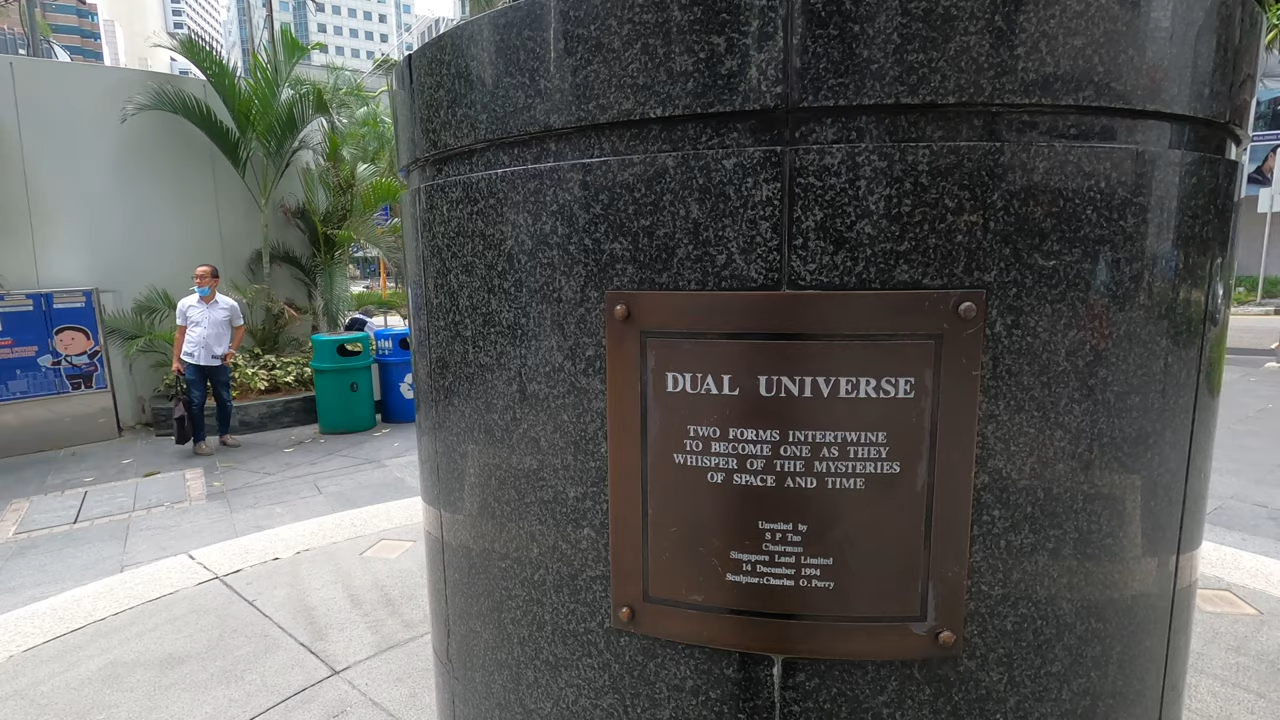 DUAL UNIVERSE
TWO FORMS INTERTWINE
TO BECOME ONE AS THEY
WHISPER OF THE MYSTERIES
OF SPACE AND TIME
Unveiled by
S P Tao
Chairman
Singapore Land Limited
14 December 1994
Sculptor: Charles O. Perry